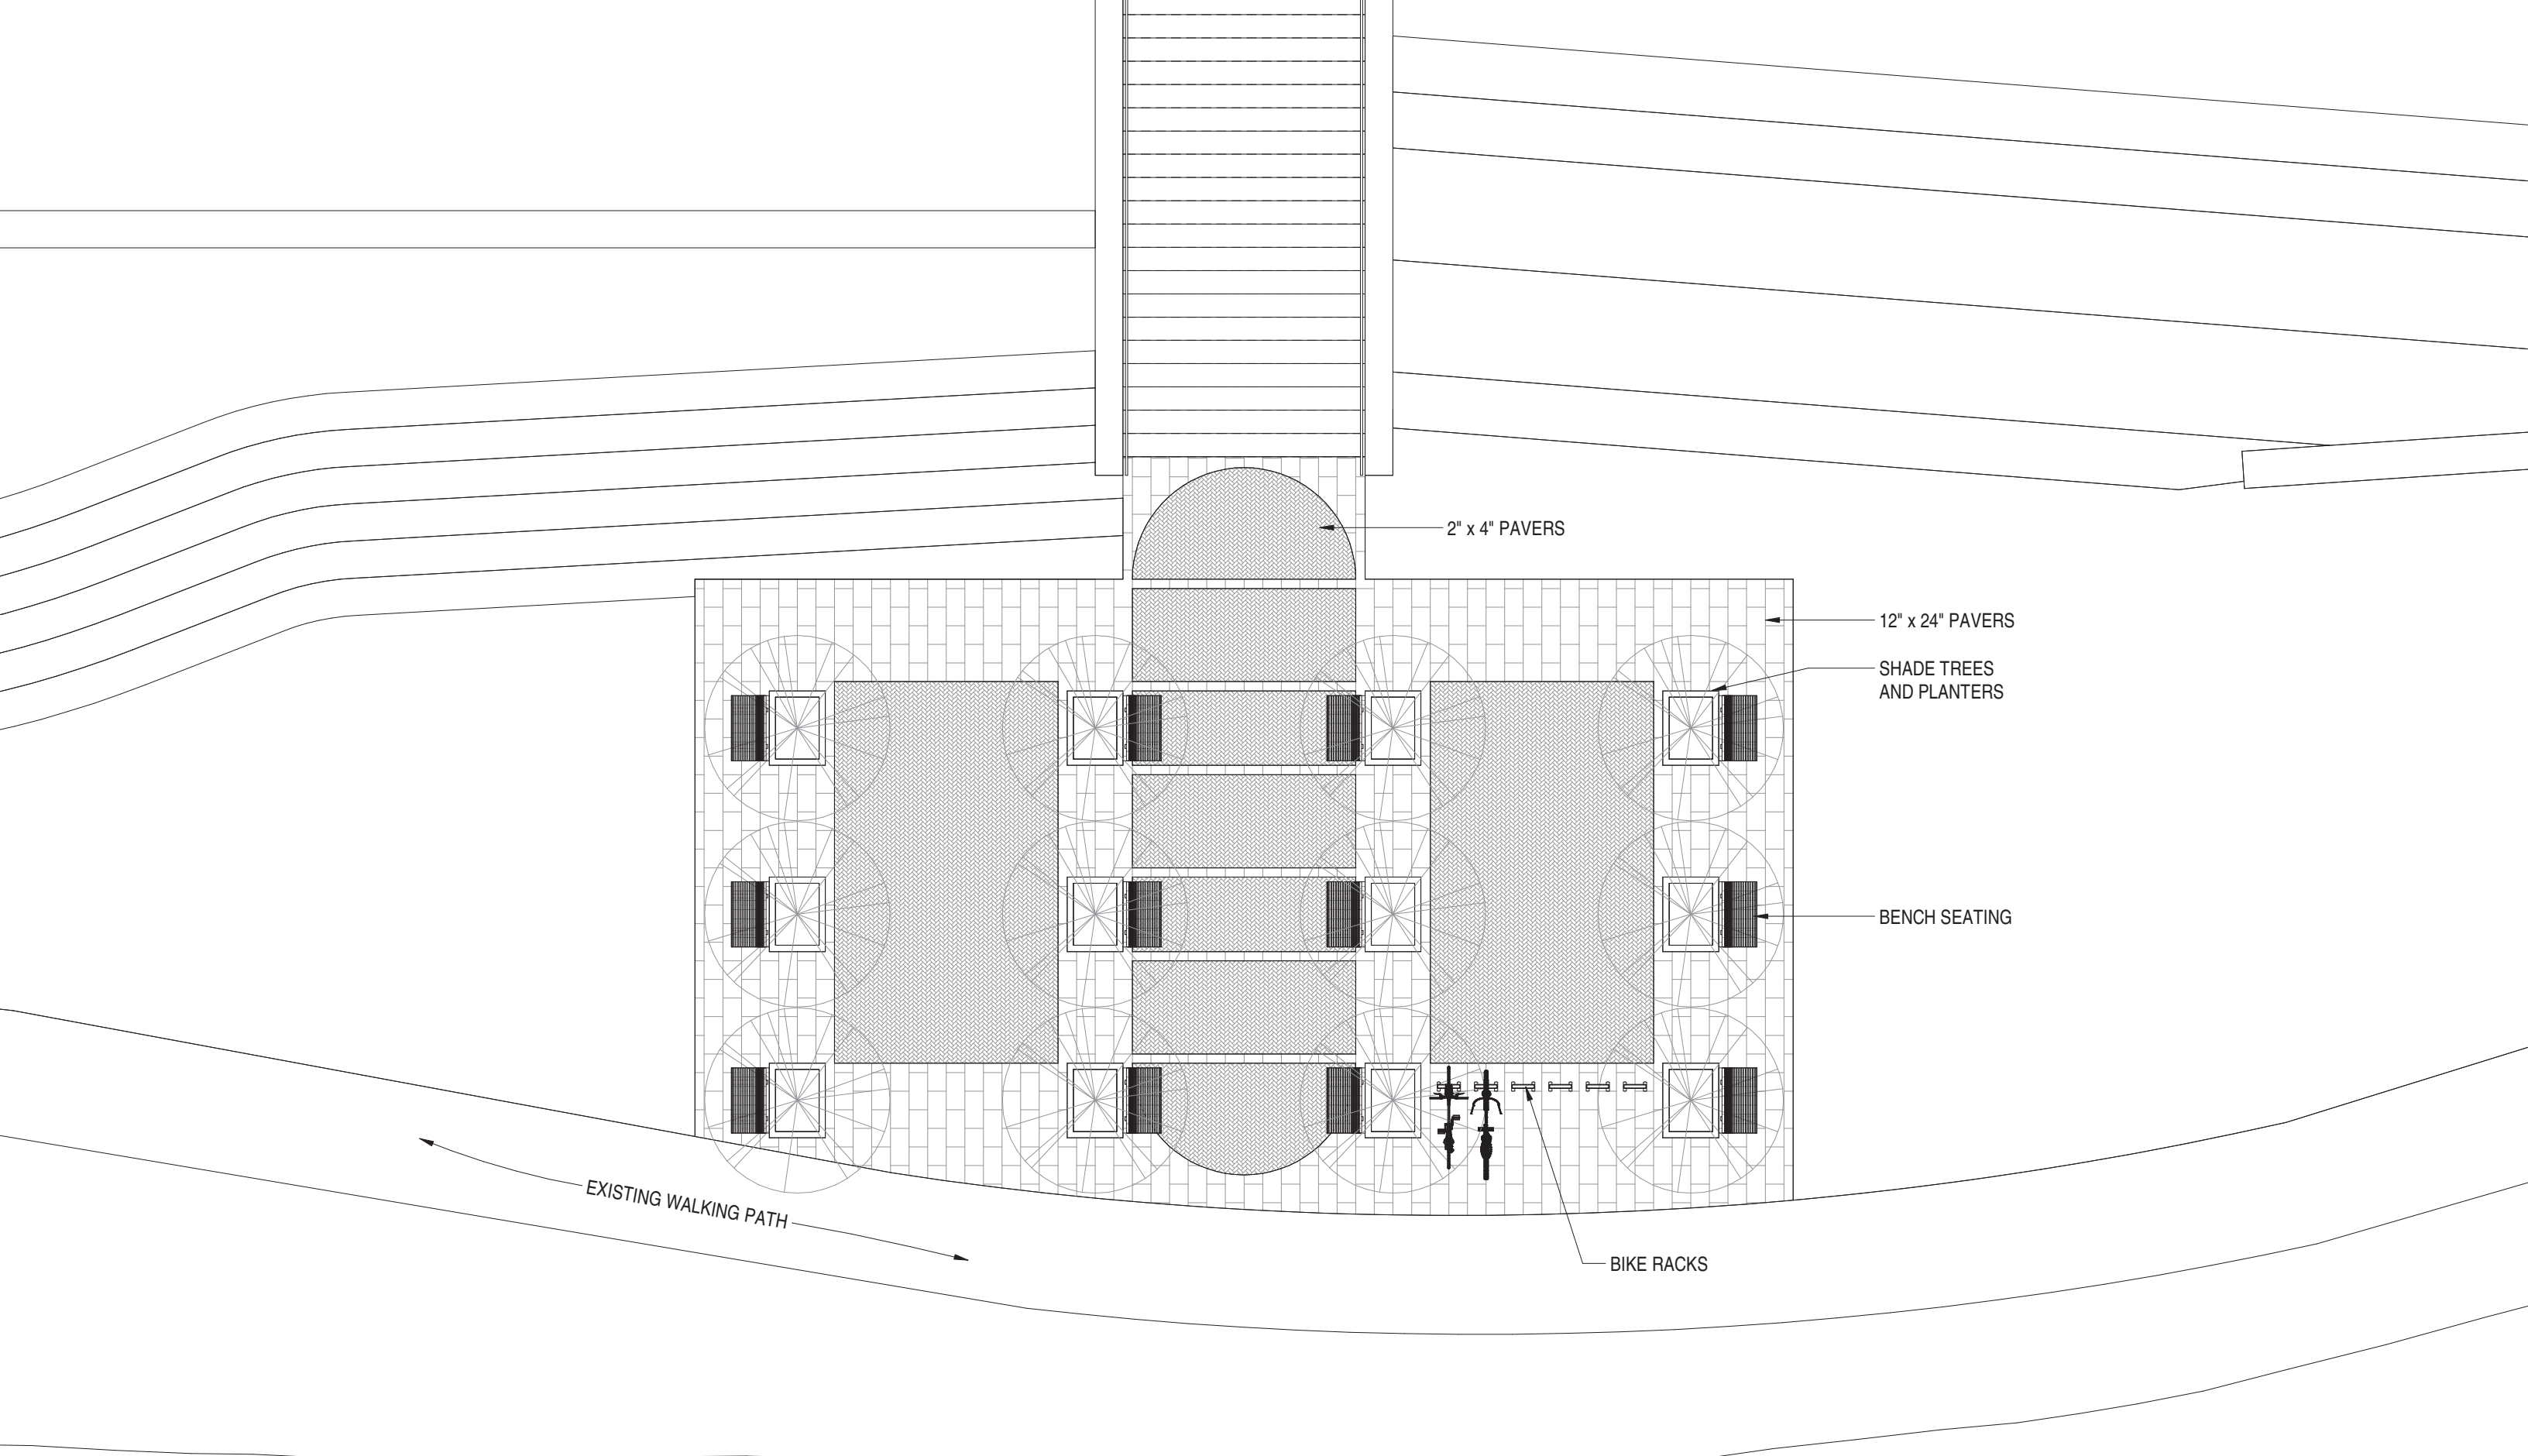 2" x 4" PAVERS
12" x 24" PAVERS
SHADE TREES
AND PLANTERS
BENCH SEATING
EXISTING WALKING PATH
BIKE RACKS